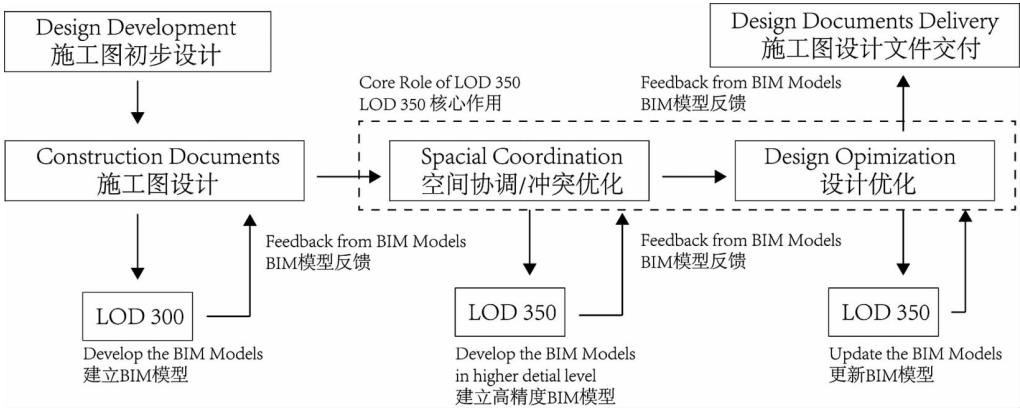 Design Development
施工图初步设计
Design Documents Delivery
施工图设计文件交付
Core Role of LOD 350
LOD 350 核心作用
Feedback from BIM Models
BIM模型反馈
Construction Documents
施工图设计
Spacial Coordination
空间协调/冲突优化
Design Opimization
设计优化
Feedback from BIM Models
BIM模型反馈
Feedback from BIM Models
BIM模型反馈
LOD 300
LOD 350
LOD 350
Develop the BIM Models
建立BIM模型
Develop the BIM Models
in higher detial level
建立高精度BIM模型
Update the BIM Models
更新BIM模型